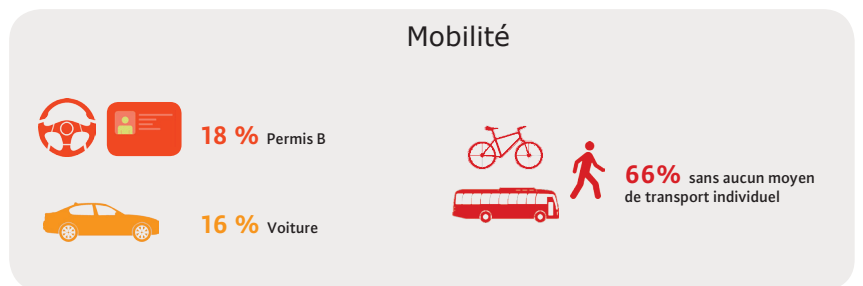 Mobilité
18 % Permis B
16 % Voiture
66% sans aucun moyen
de transport individuel